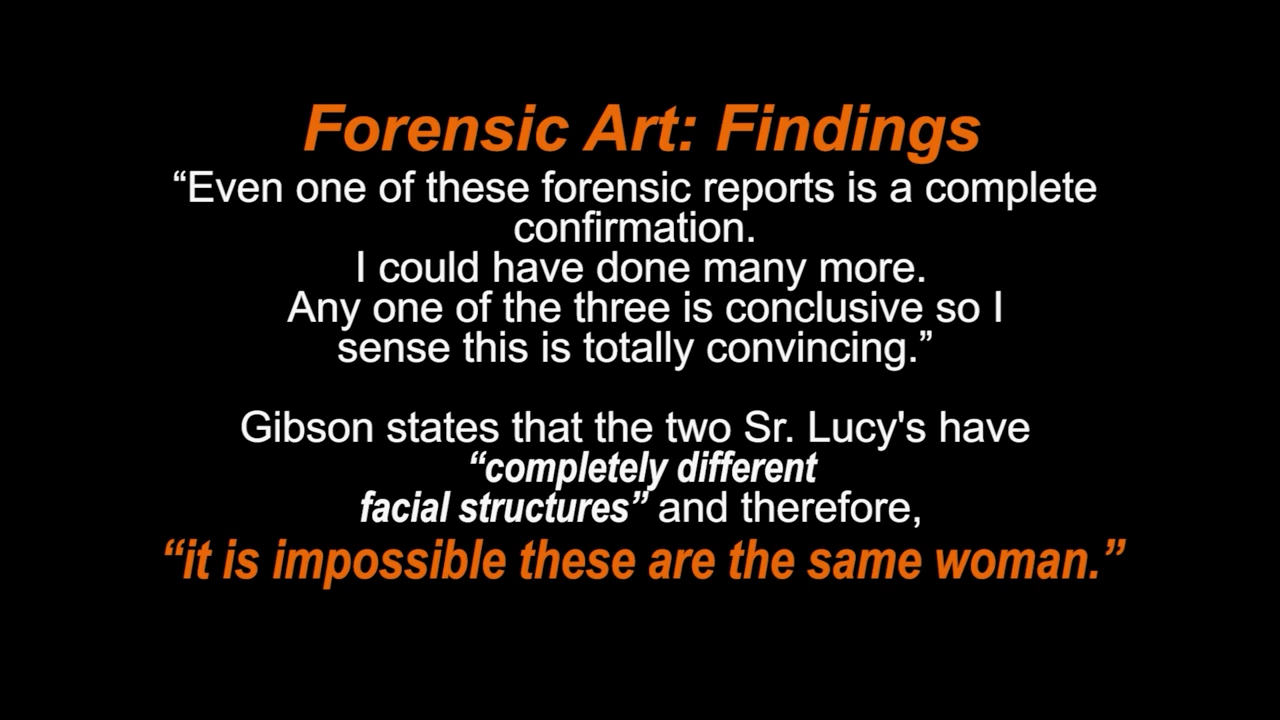 Forensic Art: Findings
“Even one of these forensic reports is a complete
confirmation.
I could have done many more.
Any one of the three is conclusive so I
sense this is totally convincing.”
Gibson states that the two Sr. Lucy's have
“completely different
facial structures” and therefore,
“it is impossible these are the same woman.”